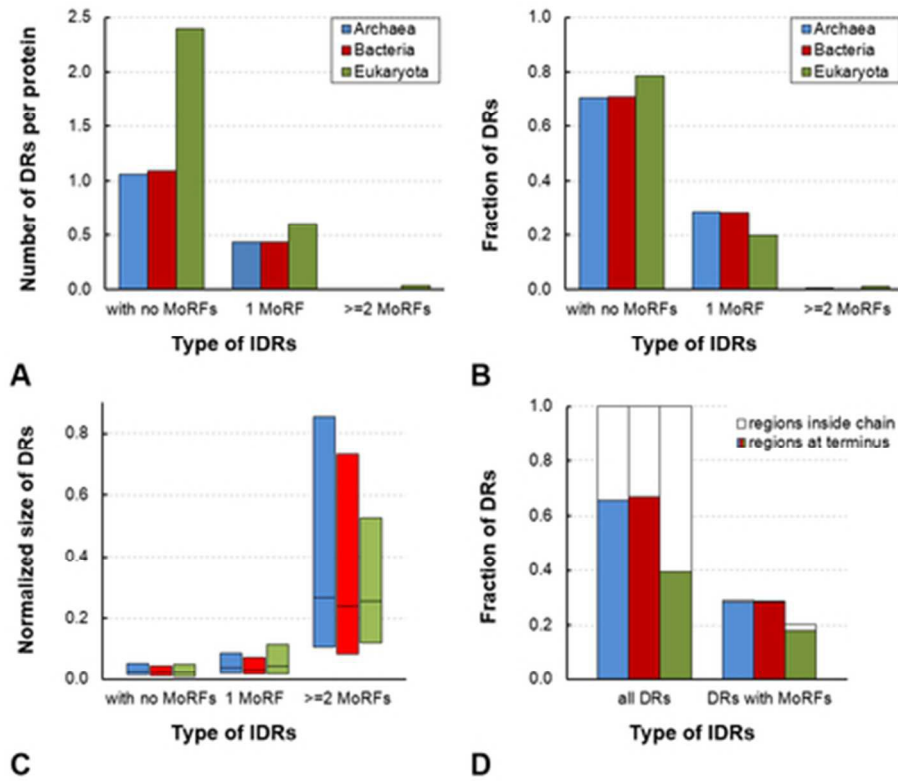 Number of DRs per protein
2.5
2.0
1.5
1.0
0.5
0.0
Archaea
Bacteria
Eukaryota
with no MoRFs 1 MoRF >=2 MoRFs
Type of IDRs
A
Fraction of DRs
1.0
0.8
0.6
0.4
0.2
0.0
Archaea
Bacteria
Eukaryota
with no MoRFs 1 MoRF >=2 MoRFs
Type of IDRs
B
Normalized size of DRs
0.8
0.6
0.4
0.2
0.0
with no MoRFs 1 MoRF >=2 MoRFs
Type of IDRs
C
Fraction of DRs
1.0
0.8
0.6
0.4
0.2
0.0
regions inside chain
regions at terminus
all DRs DRs with MoRFs
Type of IDRs
D